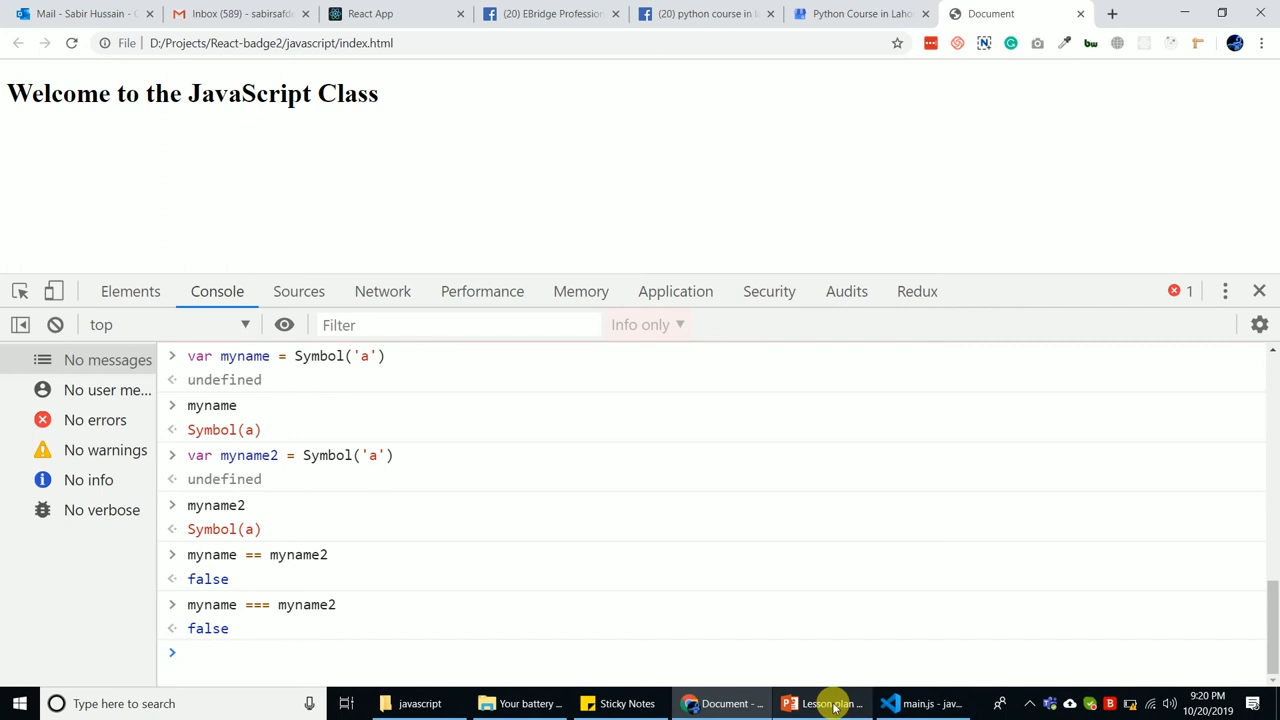 Mail - Sabir Hussain - O
Inbox (589) - sabirsafde
React App
(20) EBridge Profession
(20) python course in la
Python Course in Laho
Document
File | D:/Projects/React-badge2/javascript/index.html
Welcome to the JavaScript Class
Elements
Console
Sources
Network
Performance
Memory
Application
Security
Audits
Redux
1
top
Filter
Info only
No messages
No user me...
No errors
No warnings
No info
No verbose
> var myname = Symbol('a')
undefined
> myname
Symbol(a)
> var myname2 = Symbol('a')
undefined
> myname2
Symbol(a)
> myname == myname2
false
> myname === myname2
false
>
Type here to search
javascript
Your battery ...
Sticky Notes
Document - ...
Lesson plan ...
main.js - jav...
9:20 PM
10/20/2019